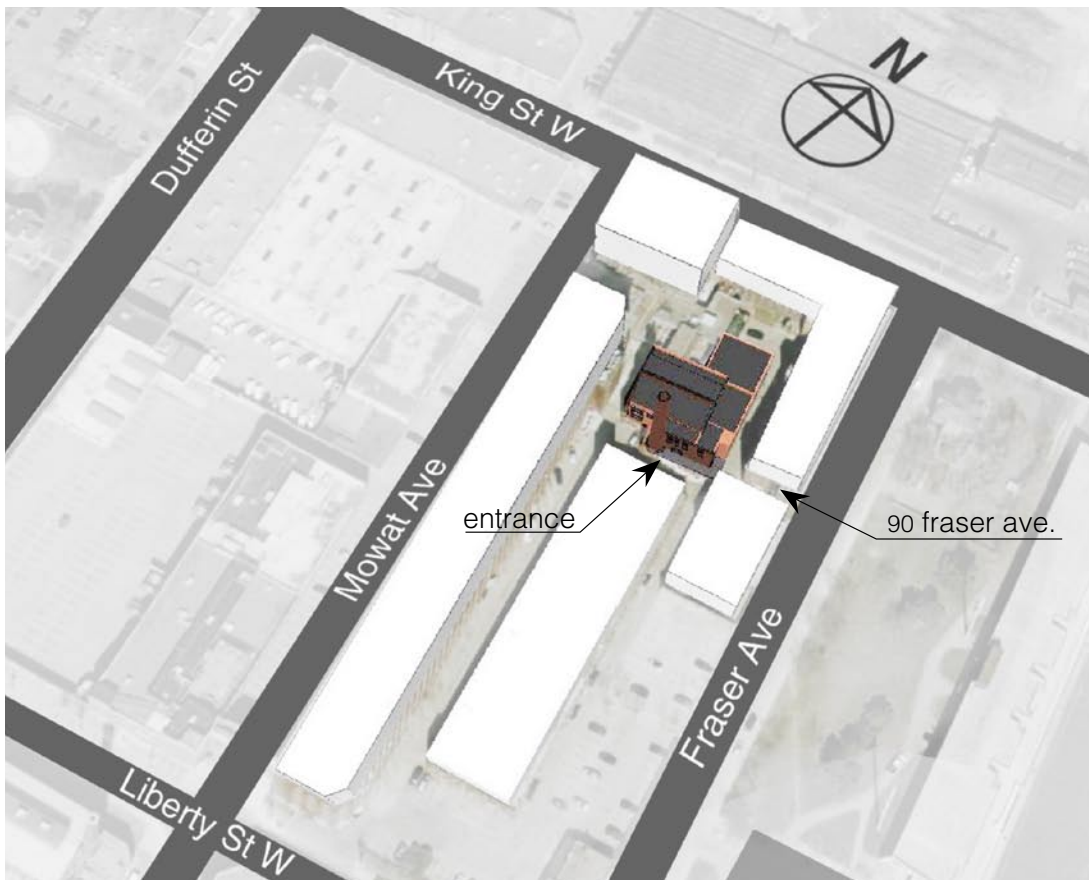 N
King St W
Dufferin St
Mowat Ave
entrance
90 fraser ave.
Fraser Ave
Liberty St W